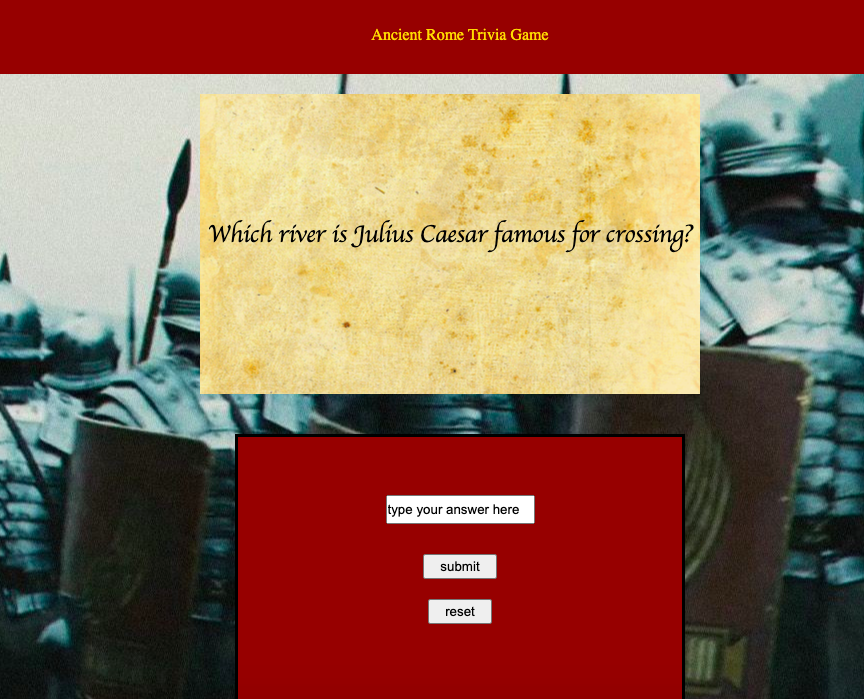 Ancient Rome Trivia Game
Which river is Julius Caesar famous for crossing?
type your answer here
submit
reset